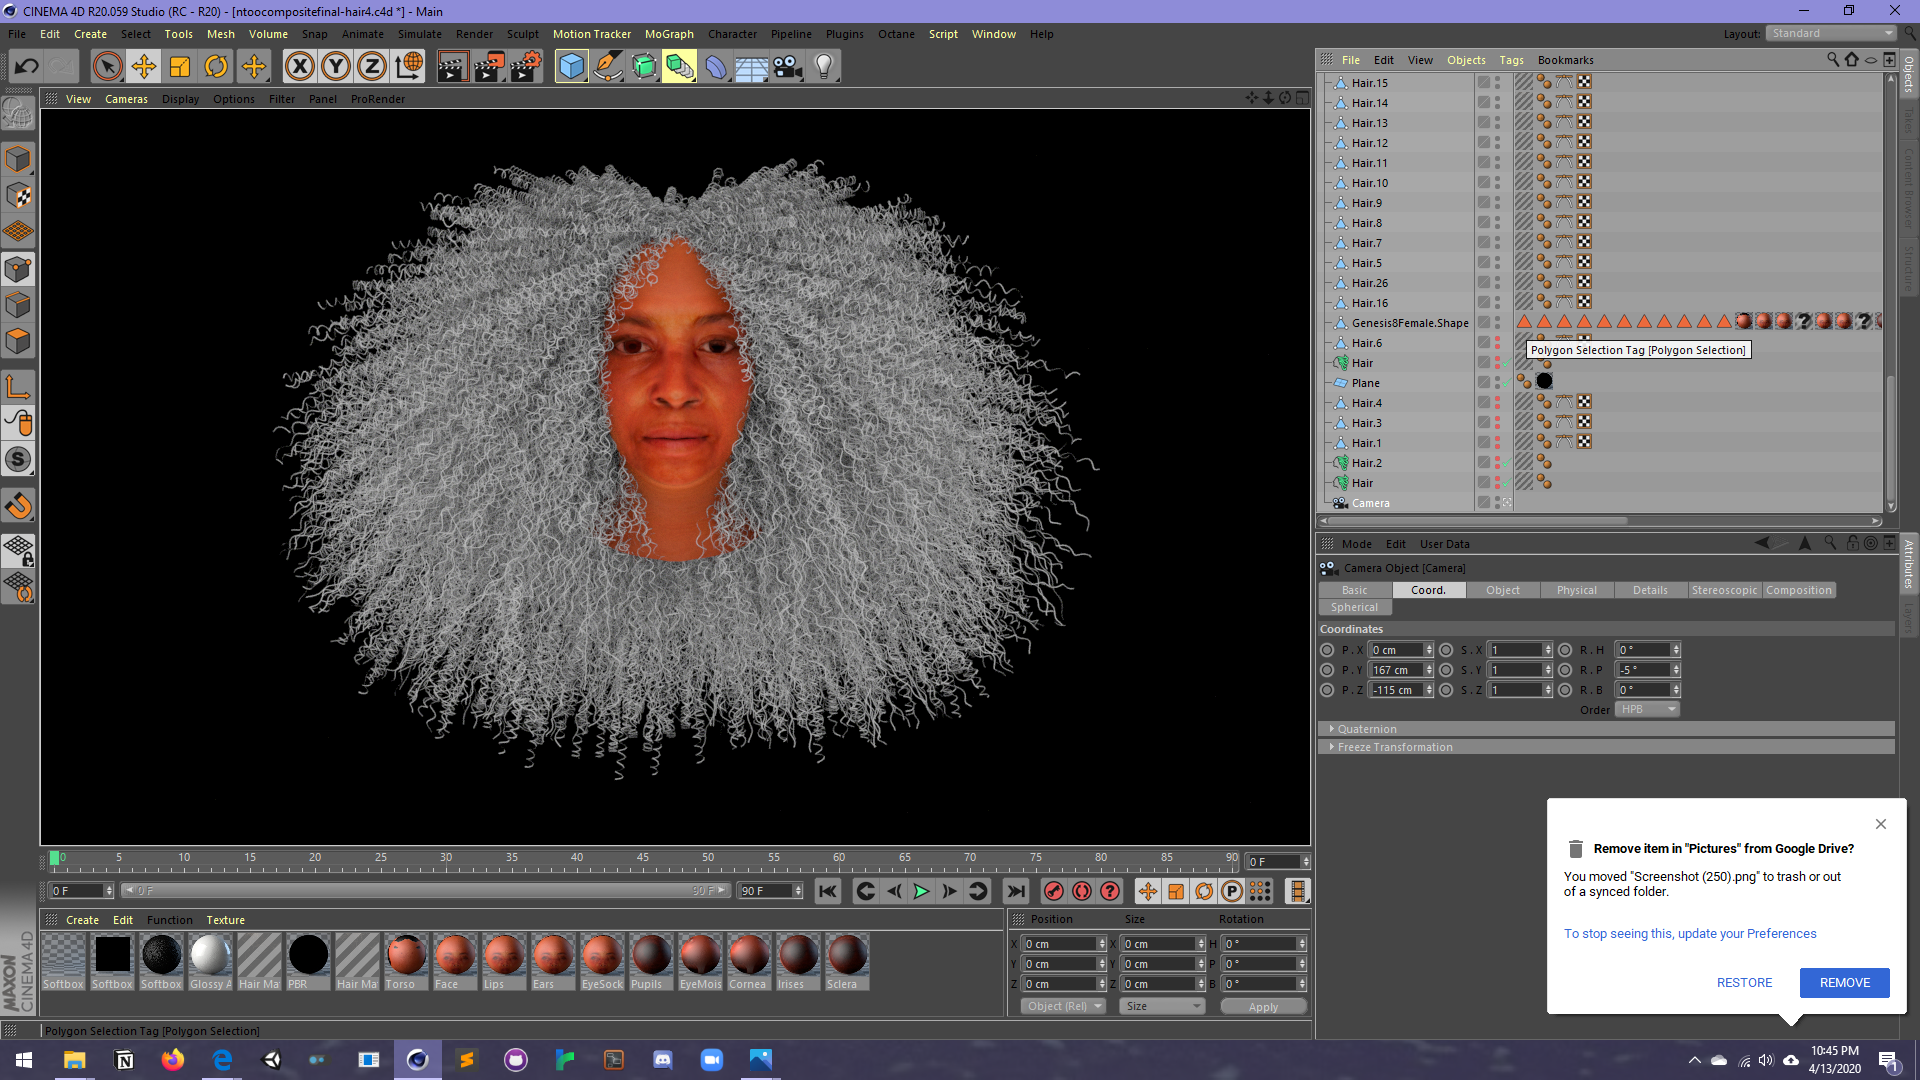 CINEMA 4D R20.059 Studio (RC - R20) - [ntoocompositefinal-hair4.c4d *] - Main
File Edit Create Select Tools Mesh Volume Snap Animate Simulate Render Sculpt Motion Tracker MoGraph Character Pipeline Plugins Octane Script Window Help
Layout: Standard
X Y Z
File Edit View Objects Tags Bookmarks
View Cameras Display Options Filter Panel ProRender
Hair.15
Hair.14
Hair.13
Hair.12
Hair.11
Hair.10
Hair.9
Hair.8
Hair.7
Hair.5
Hair.26
Hair.16
Genesis8Female.Shape
Hair.6
Polygon Selection Tag [Polygon Selection]
Hair
Plane
Hair.4
Hair.3
Hair.1
Hair.2
Hair
Camera
Objects
Takes
Content Browser
Structure
Mode Edit User Data
Camera Object [Camera]
Basic Coord. Object Physical Details Stereoscopic Composition
Spherical
Coordinates
P . X 0 cm S . X 1 R . H 0 °
P . Y 167 cm S . Y 1 R . P -5 °
P . Z -115 cm S . Z 1 R . B 0 °
Order HPB
Quaternion
Freeze Transformation
Attributes
Layers
0 5 10 15 20 25 30 35 40 45 50 55 60 65 70 75 80 85 90 0 F
0 F 0 F 90 F 90 F
Create Edit Function Texture
Softbox Softbox Softbox Glossy A Hair Ma PBR Hair Ma Torso Face Lips Ears EyeSock Pupils EyeMois Cornea Irises Sclera
Position Size Rotation
X 0 cm X 0 cm H 0 °
Y 0 cm Y 0 cm P 0 °
Z 0 cm Z 0 cm B 0 °
Object (Rel) Size Apply
MAXON
CINEMA 4D
Polygon Selection Tag [Polygon Selection]
Remove item in "Pictures" from Google Drive?
You moved "Screenshot (250).png" to trash or out
of a synced folder.
To stop seeing this, update your Preferences
RESTORE REMOVE
10:45 PM
4/13/2020
1